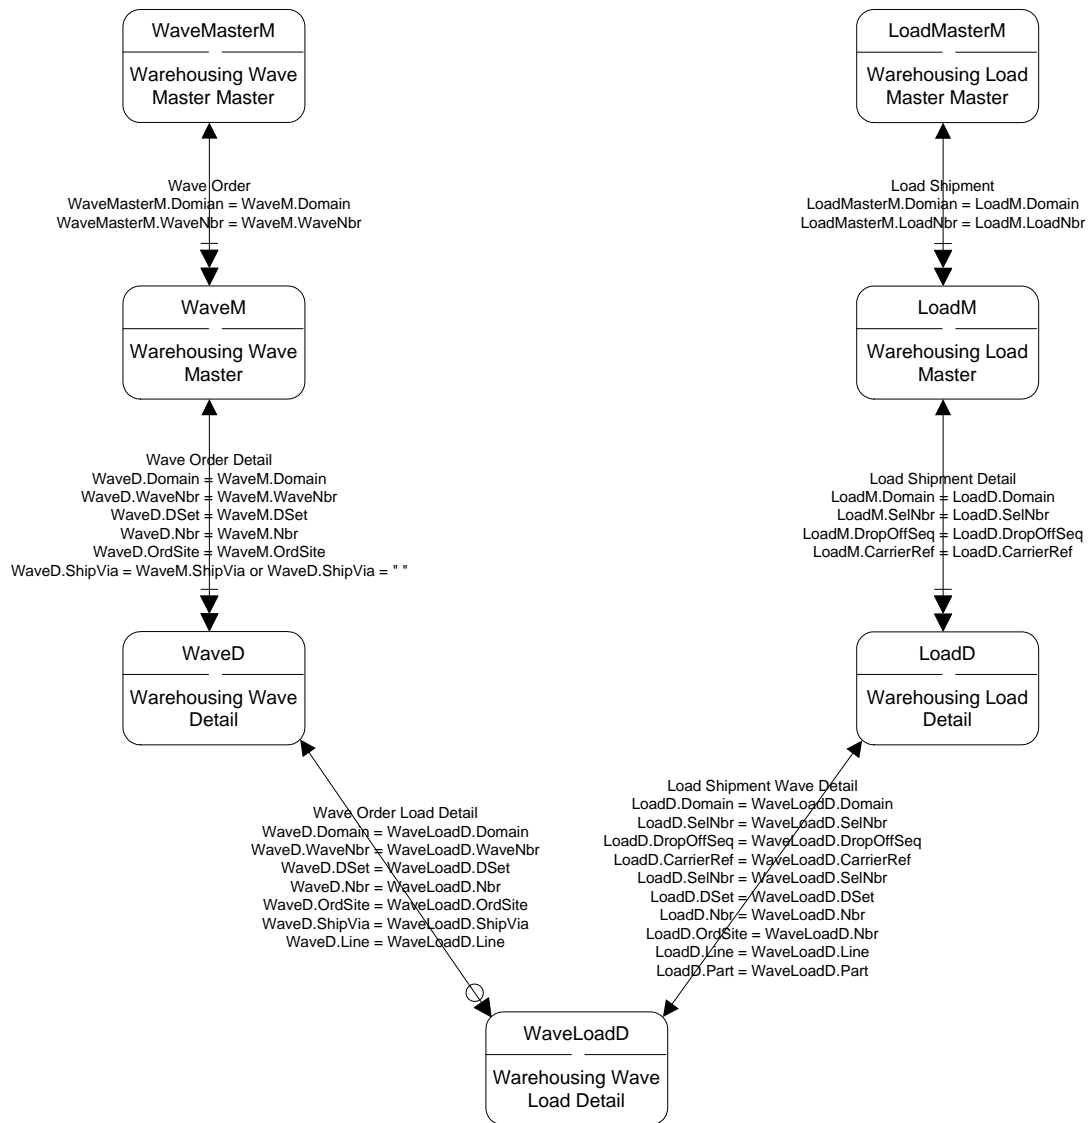 WaveMasterM
Warehousing Wave
Master Master
LoadMasterM
Warehousing Load
Master Master
Wave Order
WaveMasterM.Domian = WaveM.Domain
WaveMasterM.WaveNbr = WaveM.WaveNbr
Load Shipment
LoadMasterM.Domian = LoadM.Domain
LoadMasterM.LoadNbr = LoadM.LoadNbr
WaveM
Warehousing Wave
Master
LoadM
Warehousing Load
Master
Wave Order Detail
WaveD.Domain = WaveM.Domain
WaveD.WaveNbr = WaveM.WaveNbr
WaveD.DSet = WaveM.DSet
WaveD.Nbr = WaveM.Nbr
WaveD.OrdSite = WaveM.OrdSite
WaveD.ShipVia = WaveM.ShipVia or WaveD.ShipVia = " "
Load Shipment Detail
LoadM.Domain = LoadD.Domain
LoadM.SelNbr = LoadD.SelNbr
LoadM.DropOffSeq = LoadD.DropOffSeq
LoadM.CarrierRef = LoadD.CarrierRef
WaveD
Warehousing Wave
Detail
LoadD
Warehousing Load
Detail
Wave Order Load Detail
WaveD.Domain = WaveLoadD.Domain
WaveD.WaveNbr = WaveLoadD.WaveNbr
WaveD.DSet = WaveLoadD.DSet
WaveD.Nbr = WaveLoadD.Nbr
WaveD.OrdSite = WaveLoadD.OrdSite
WaveD.ShipVia = WaveLoadD.ShipVia
WaveD.Line = WaveLoadD.Line
Load Shipment Wave Detail
LoadD.Domain = WaveLoadD.Domain
LoadD.SelNbr = WaveLoadD.SelNbr
LoadD.DropOffSeq = WaveLoadD.DropOffSeq
LoadD.CarrierRef = WaveLoadD.CarrierRef
LoadD.SelNbr = WaveLoadD.SelNbr
LoadD.DSet = WaveLoadD.DSet
LoadD.Nbr = WaveLoadD.Nbr
LoadD.OrdSite = WaveLoadD.Nbr
LoadD.Line = WaveLoadD.Line
LoadD.Part = WaveLoadD.Part
WaveLoadD
Warehousing Wave
Load Detail